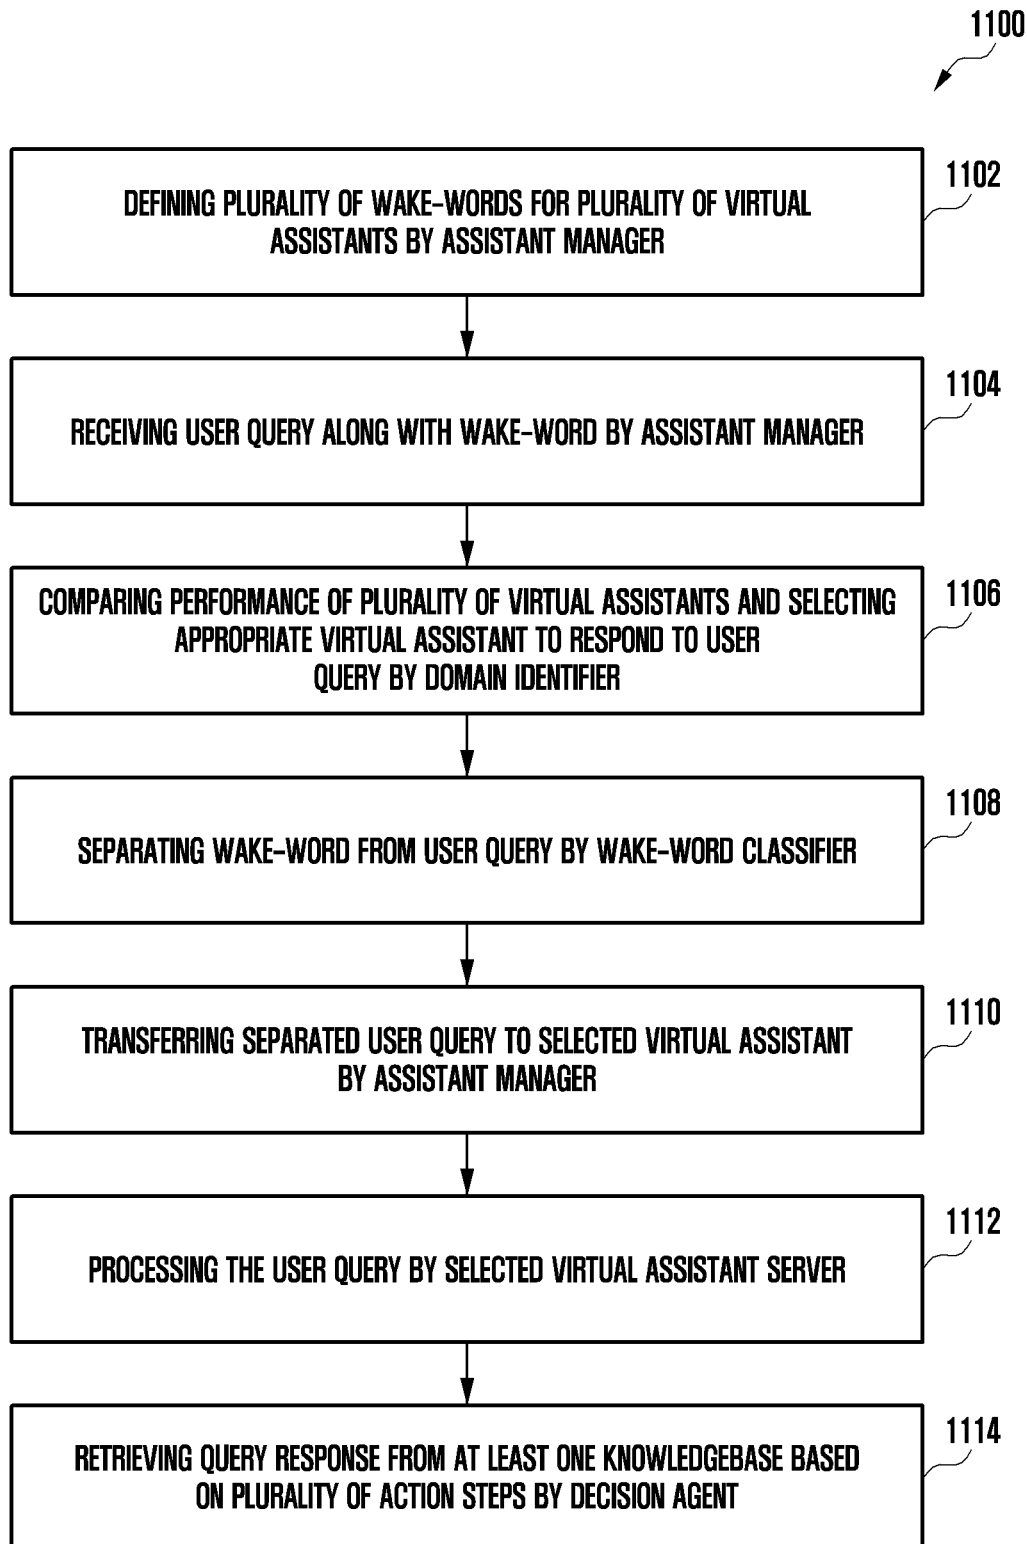 1100
DEFINING PLURALITY OF WAKE-WORDS FOR PLURALITY OF VIRTUAL
ASSISTANTS BY ASSISTANT MANAGER
1102
RECEIVING USER QUERY ALONG WITH WAKE-WORD BY ASSISTANT MANAGER
1104
COMPARING PERFORMANCE OF PLURALITY OF VIRTUAL ASSISTANTS AND SELECTING
APPROPRIATE VIRTUAL ASSISTANT TO RESPOND TO USER
QUERY BY DOMAIN IDENTIFIER
1106
SEPARATING WAKE-WORD FROM USER QUERY BY WAKE-WORD CLASSIFIER
1108
TRANSFERRING SEPARATED USER QUERY TO SELECTED VIRTUAL ASSISTANT
BY ASSISTANT MANAGER
1110
PROCESSING THE USER QUERY BY SELECTED VIRTUAL ASSISTANT SERVER
1112
RETRIEVING QUERY RESPONSE FROM AT LEAST ONE KNOWLEDGEBASE BASED
ON PLURALITY OF ACTION STEPS BY DECISION AGENT
1114